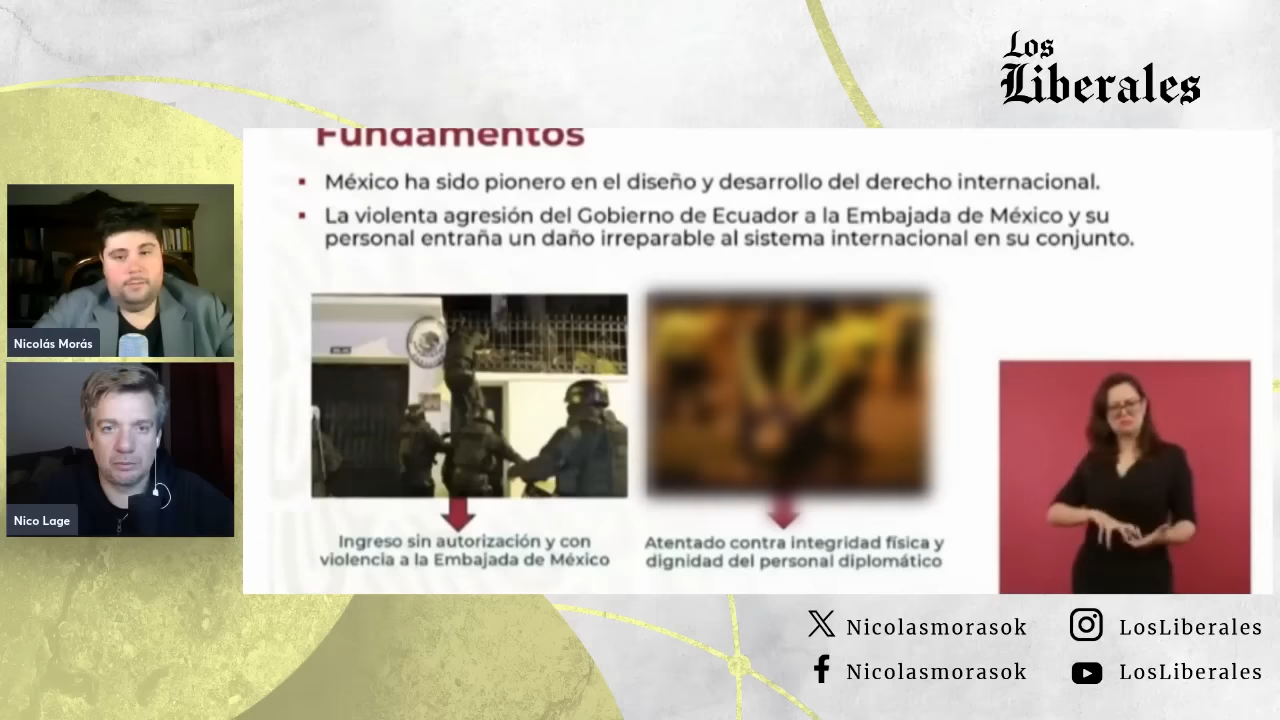 Los
Liberales
Fundamentos
México ha sido pionero en el diseño y desarrollo del derecho internacional.
La violenta agresión del Gobierno de Ecuador a la Embajada de México y su
personal entraña un daño irreparable al sistema internacional en su conjunto.
Nicolás Morás
Nico Lage
Ingreso sin autorización y con
violencia a la Embajada de México
Atentado contra integridad física y
dignidad del personal diplomático
Nicolasmorasok
LosLiberales
Nicolasmorasok
LosLiberales